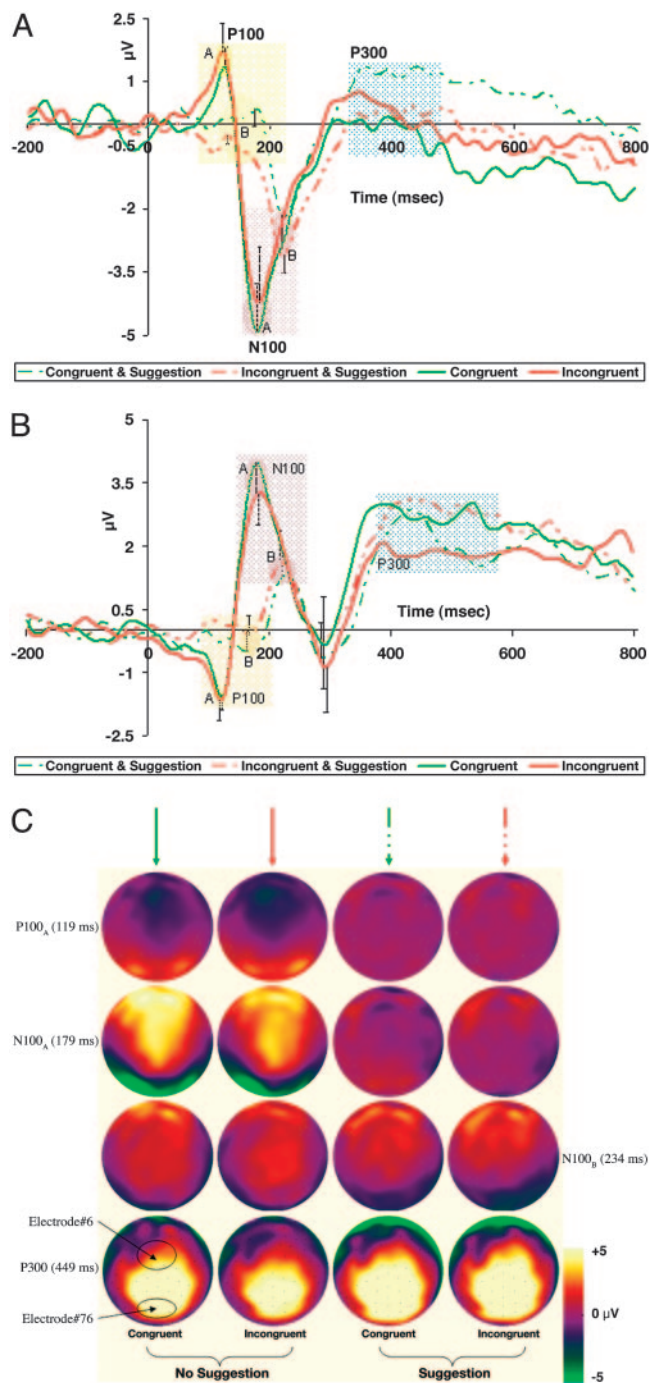 A
2.5
P100
A
P300
µV
1
B
-200
0
200
400
600
800
-0.5
Time (msec)
-2
B
-3.5
A
-5
N100
Congruent & Suggestion Incongruent & Suggestion Congruent Incongruent
B
5
A
N100
3.5
µV
2
B
P300
0.5
Time (msec)
-200
0
200
400
600
800
B
-1
A
P100
-2.5
Congruent & Suggestion Incongruent & Suggestion Congruent Incongruent
C
P100A (119 ms)
N100A (179 ms)
N100B (234 ms)
Electrode#6
P300 (449 ms)
Electrode#76
+5
0 µV
-5
Congruent Incongruent Congruent Incongruent
No Suggestion Suggestion